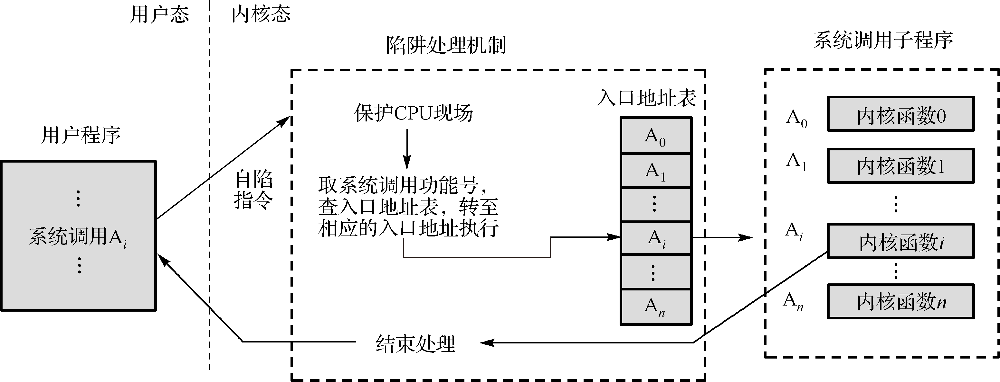 用户态
内核态
陷阱处理机制
系统调用子程序
用户程序
⋮
系统调用Aᵢ
⋮
自陷
指令
保护CPU现场
取系统调用功能号，
查入口地址表，转至
相应的入口地址执行
结束处理
入口地址表
A₀
A₁
⋮
Aᵢ
⋮
Aₙ
A₀ 内核函数0
A₁ 内核函数1
⋮
Aᵢ 内核函数i
⋮
Aₙ 内核函数n